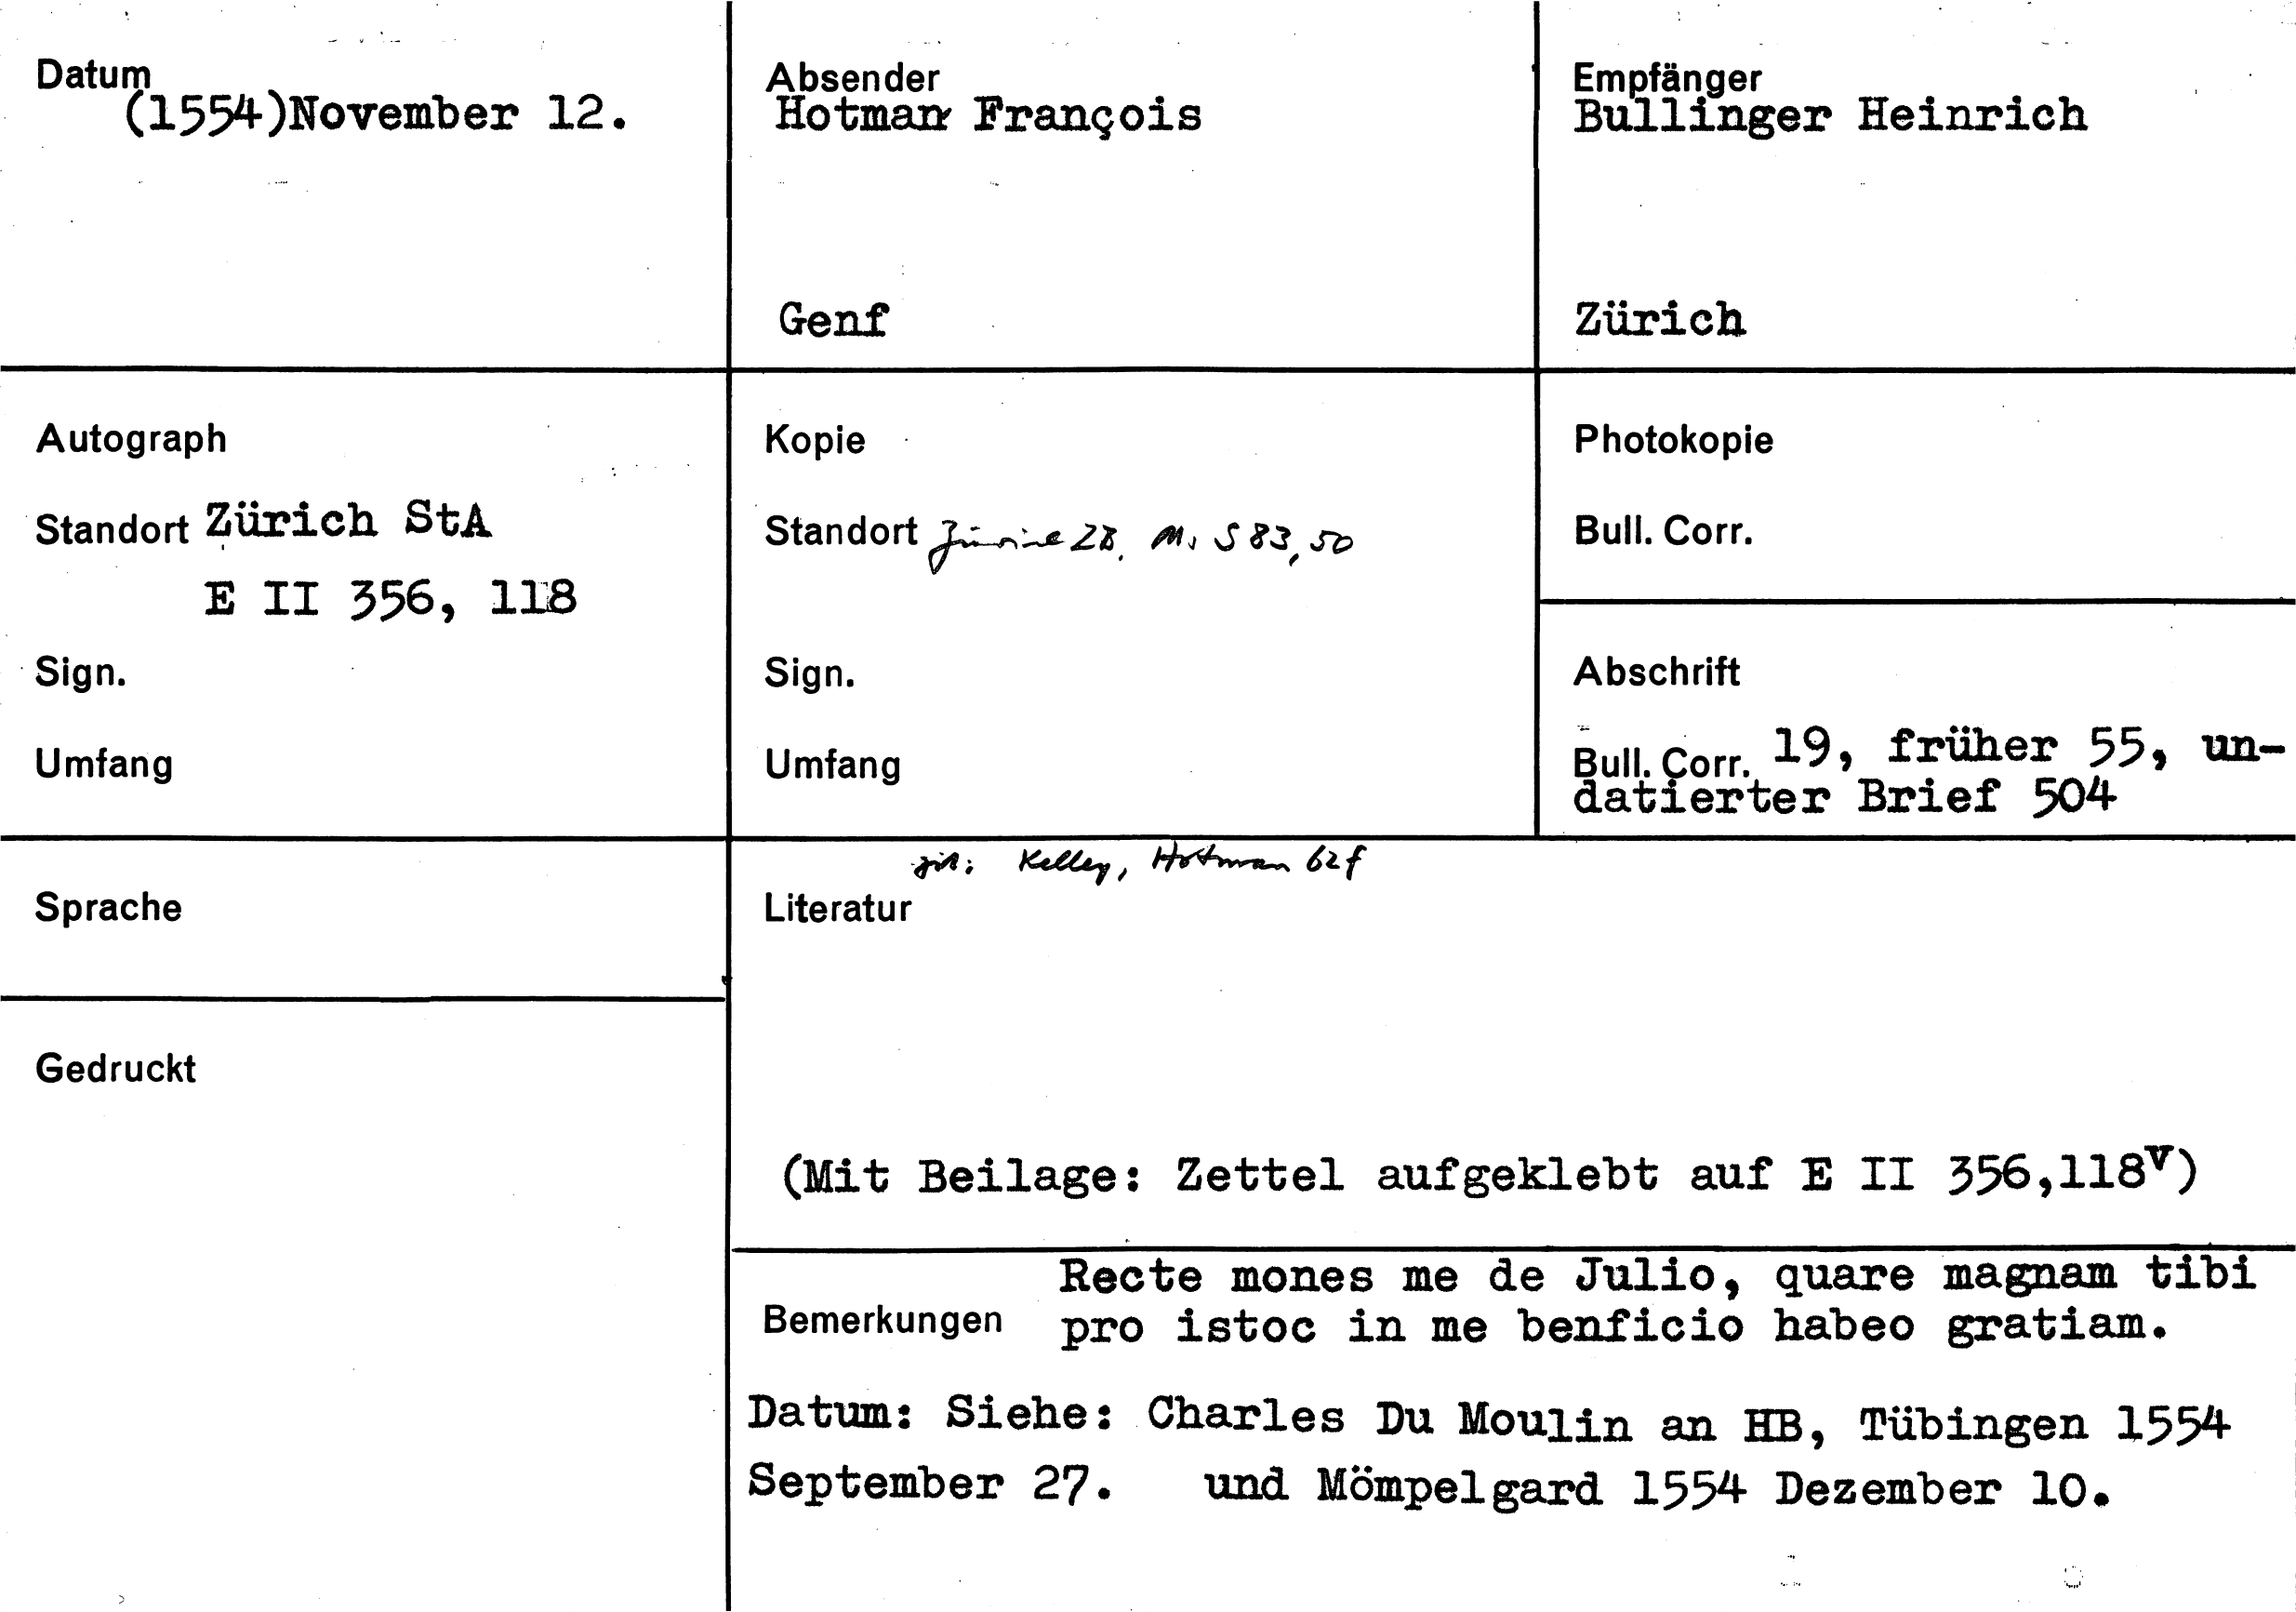 Datum
(1554)November 12.
Absender
Hotman François
Genf
Empfänger
Bullinger Heinrich
Zürich
Autograph
Standort Zürich StA
E II 356, 118
Sign.
Umfang
Kopie
Standort Zürich ZB, Ms S 83, 50
Sign.
Umfang
Photokopie
Bull. Corr.
Abschrift
Bull. Corr. 19, früher 55, un-
datierter Brief 504
Sprache
Gedruckt
zit: Kelley, Hotman 62f
Literatur
(Mit Beilage: Zettel aufgeklebt auf E II 356,118v)
Recte mones me de Julio, quare magnam tibi
Bemerkungen pro istoc in me benficio habeo gratiam.
Datum: Siehe: Charles Du Moulin an HB, Tübingen 1554
September 27. und Mömpelgard 1554 Dezember 10.